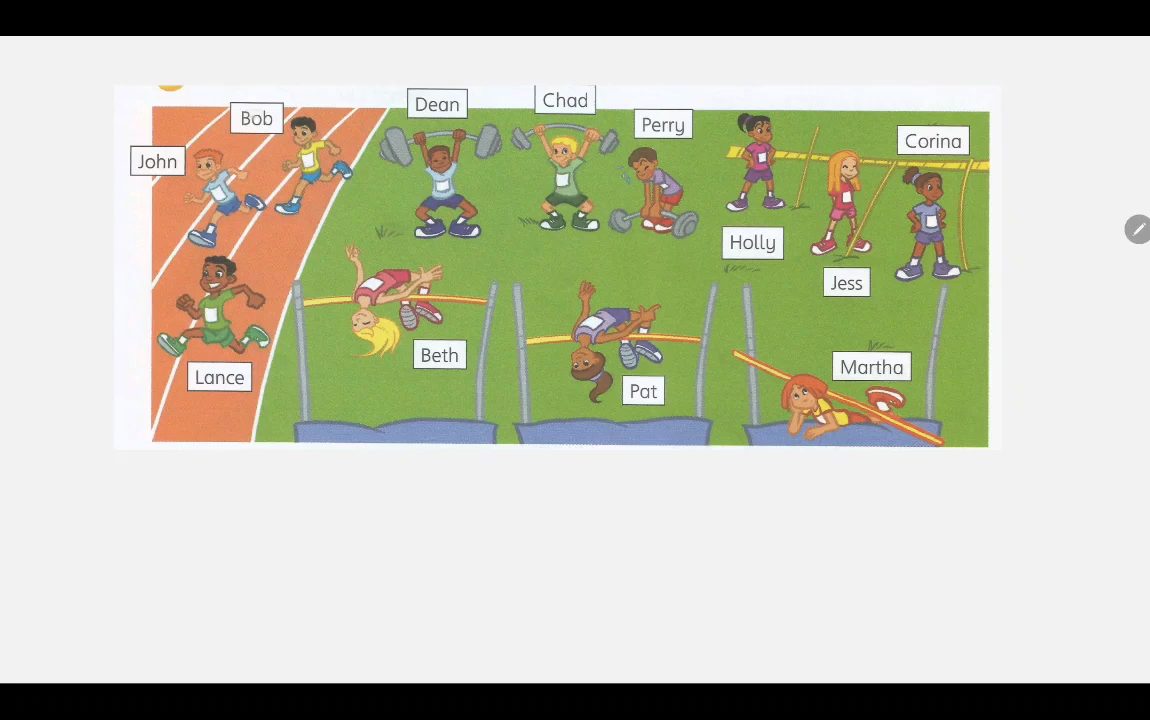 Dean
Chad
Bob
Perry
Corina
John
Holly
Jess
Beth
Martha
Lance
Pat